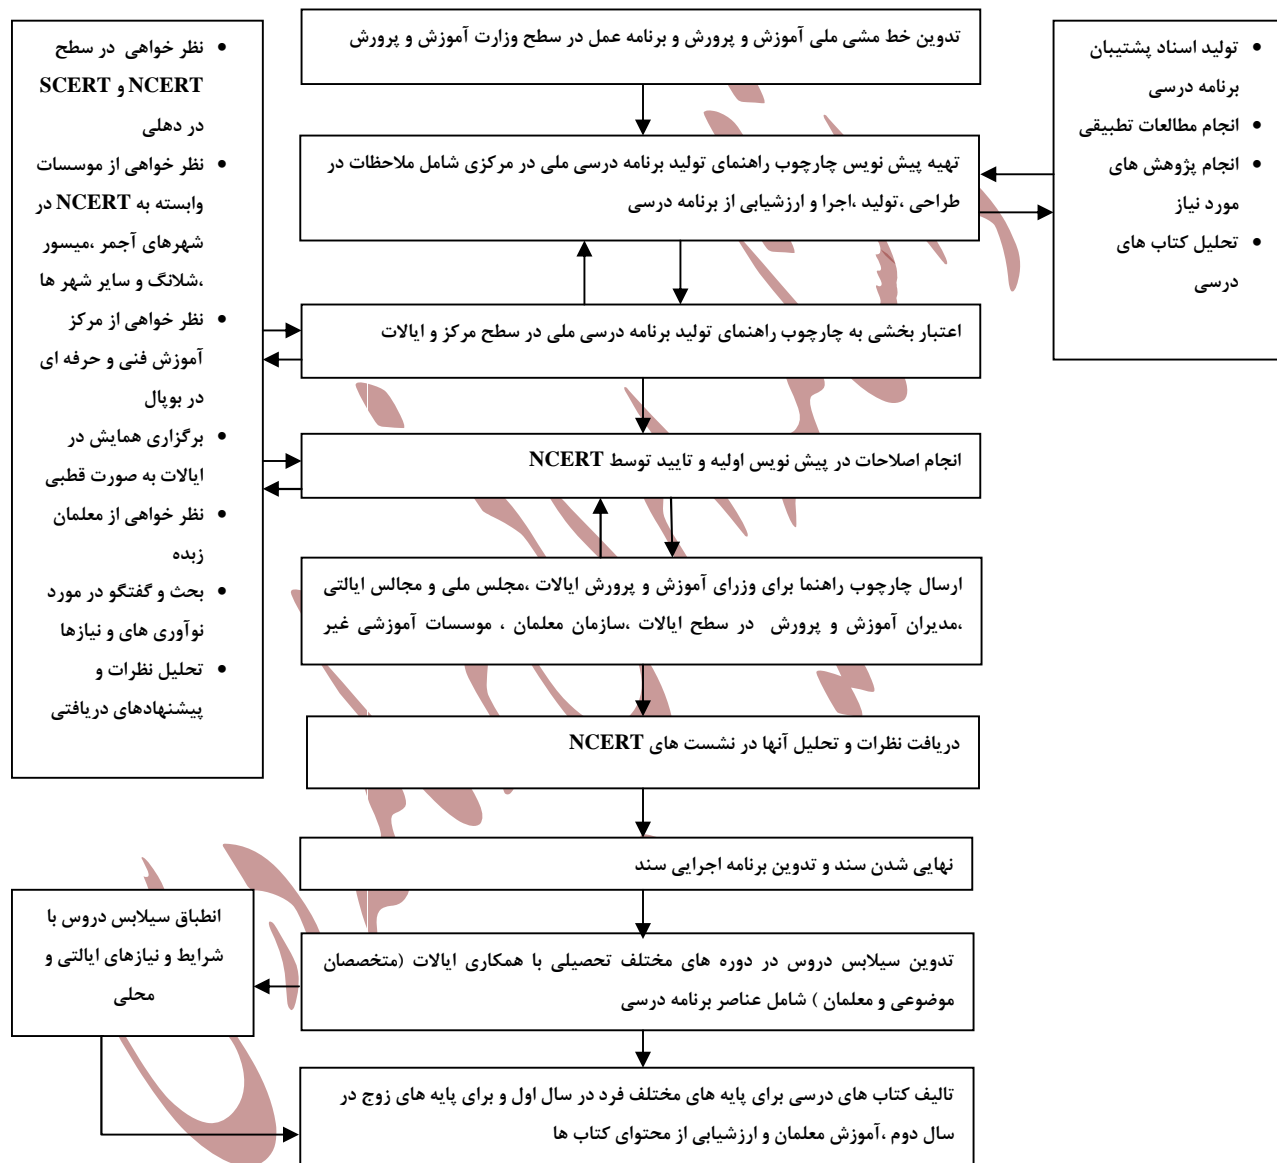 تدوین خط مشی ملی آموزش و پرورش و برنامه عمل در سطح وزارت آموزش و پرورش
• تولید اسناد پشتیبان
برنامه درسی
• انجام مطالعات تطبیقی
• انجام پژوهش های
مورد نیاز
• تحلیل کتاب های
درسی
تهیه پیش نویس چارچوب راهنمای تولید برنامه درسی ملی در مرکزی شامل ملاحظات در
طراحی ،تولید ،اجرا و ارزشیابی از برنامه درسی
• نظر خواهی در سطح
NCERT و SCERT
در دهلی
• نظر خواهی از موسسات
وابسته به NCERT در
شهرهای آجمر ،میسور
،شلانگ و سایر شهر ها
• نظر خواهی از مرکز
آموزش فنی و حرفه ای
در بوپال
• برگزاری همایش در
ایالات به صورت قطبی
• نظر خواهی از معلمان
زبده
• بحث و گفتگو در مورد
نوآوری های و نیازها
• تحلیل نظرات و
پیشنهادهای دریافتی
اعتبار بخشی به چارچوب راهنمای تولید برنامه درسی ملی در سطح مرکز و ایالات
انجام اصلاحات در پیش نویس اولیه و تایید توسط NCERT
ارسال چارچوب راهنما برای وزرای آموزش و پرورش ایالات ،مجلس ملی و مجالس ایالتی
،مدیران آموزش و پرورش در سطح ایالات ،سازمان معلمان ، موسسات آموزشی غیر
دریافت نظرات و تحلیل آنها در نشست های NCERT
نهایی شدن سند و تدوین برنامه اجرایی سند
تدوین سیلابس دروس در دوره های مختلف تحصیلی با همکاری ایالات (متخصصان
موضوعی و معلمان ) شامل عناصر برنامه درسی
انطباق سیلابس دروس با
شرایط و نیازهای ایالتی و
محلی
تالیف کتاب های درسی برای پایه های مختلف فرد در سال اول و برای پایه های زوج در
سال دوم ،آموزش معلمان و ارزشیابی از محتوای کتاب ها